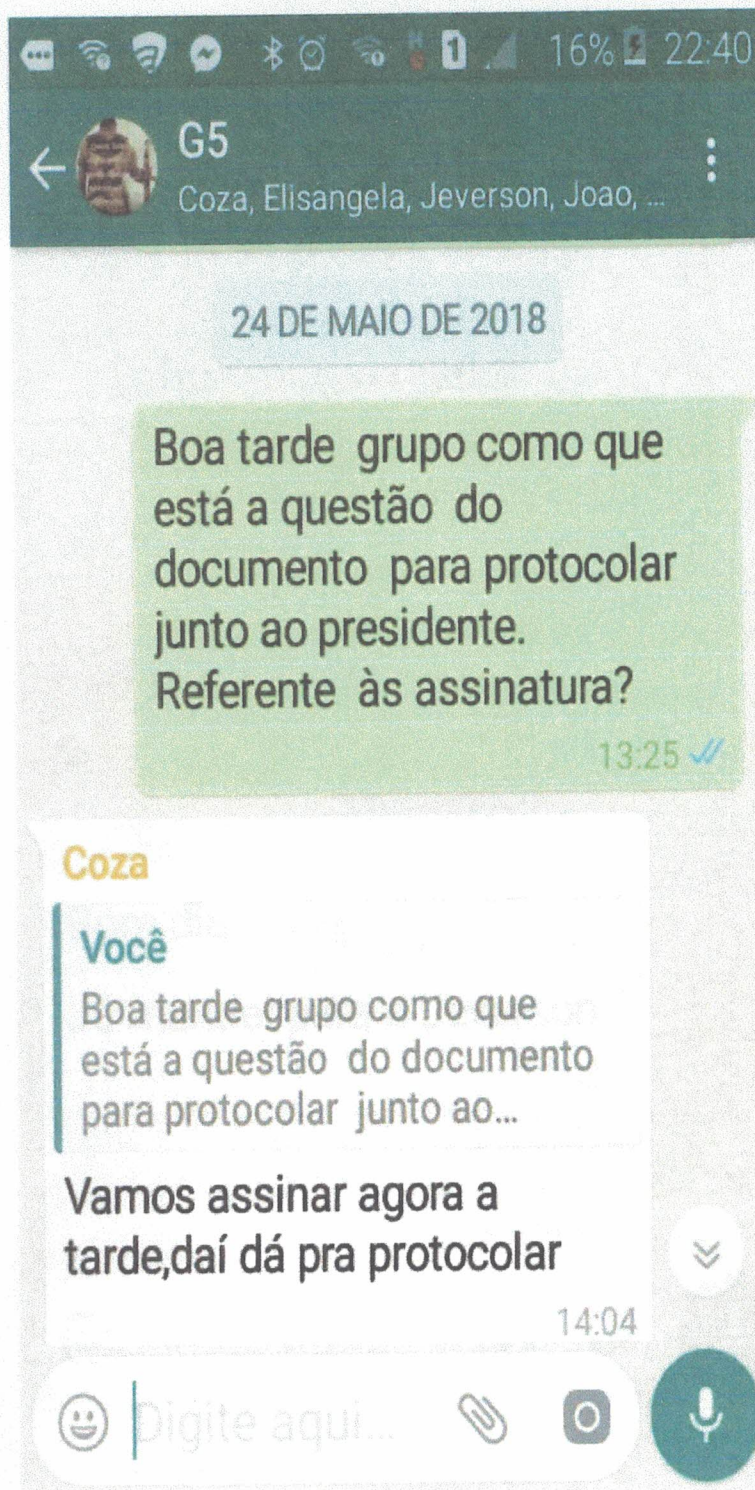 16% 22:40
G5
Coza, Elisangela, Jeverson, Joao, ...
24 DE MAIO DE 2018
Boa tarde grupo como que
está a questão do
documento para protocolar
junto ao presidente.
Referente às assinatura?
13:25
Coza
Você
Boa tarde grupo como que
está a questão do documento
para protocolar junto ao...
Vamos assinar agora a
tarde,daí dá pra protocolar
14:04
Digite aqui...